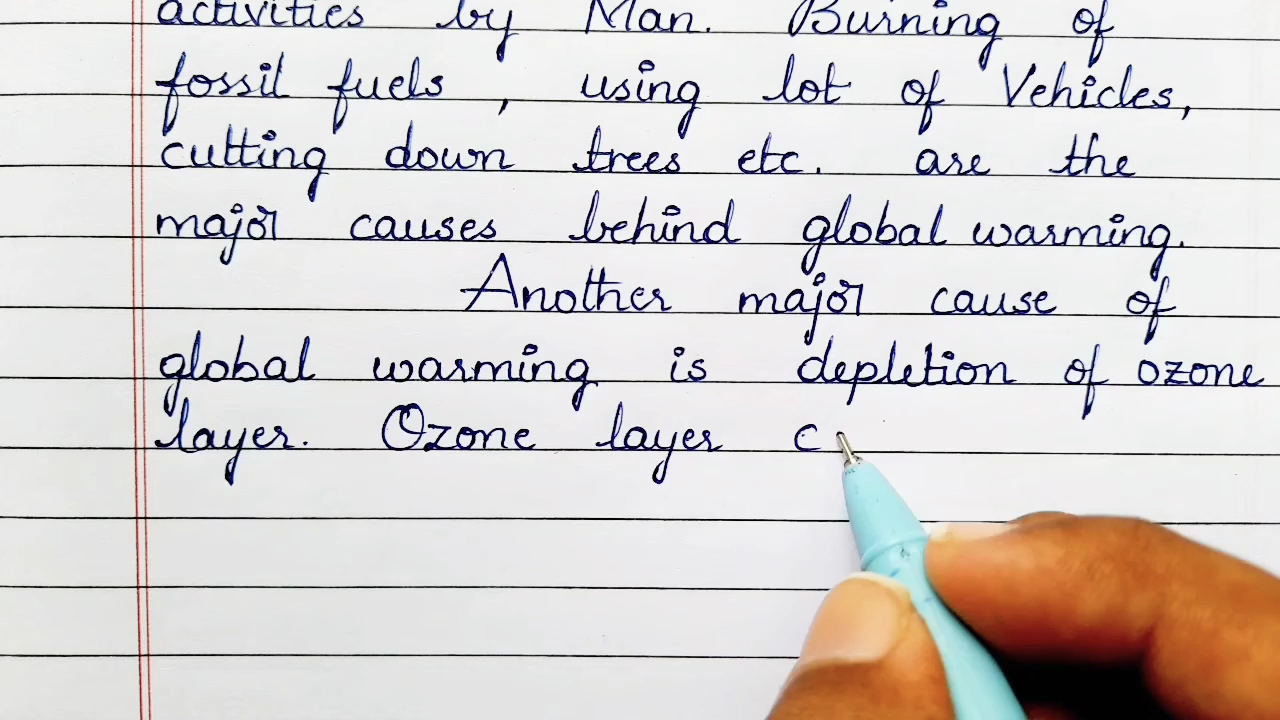 activities by Man. Burning of
fossil fuels , using lot of Vehicles,
cutting down trees etc. are the
major causes behind global warming.
Another major cause of
global warming is depletion of ozone
layer. Ozone layer c